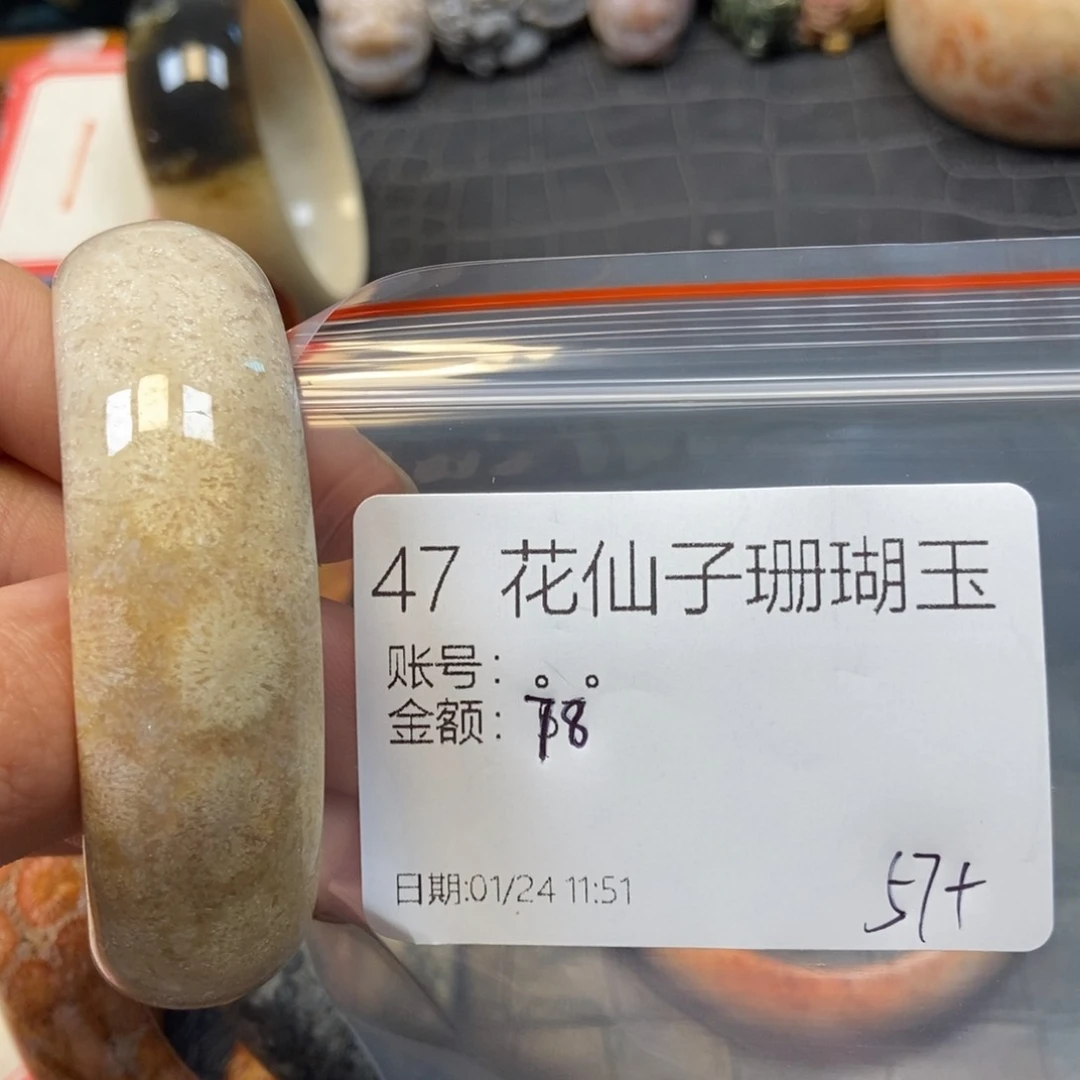 47 花仙子珊瑚玉
账号：。。
金额：78
日期:01/24 11:51
57+